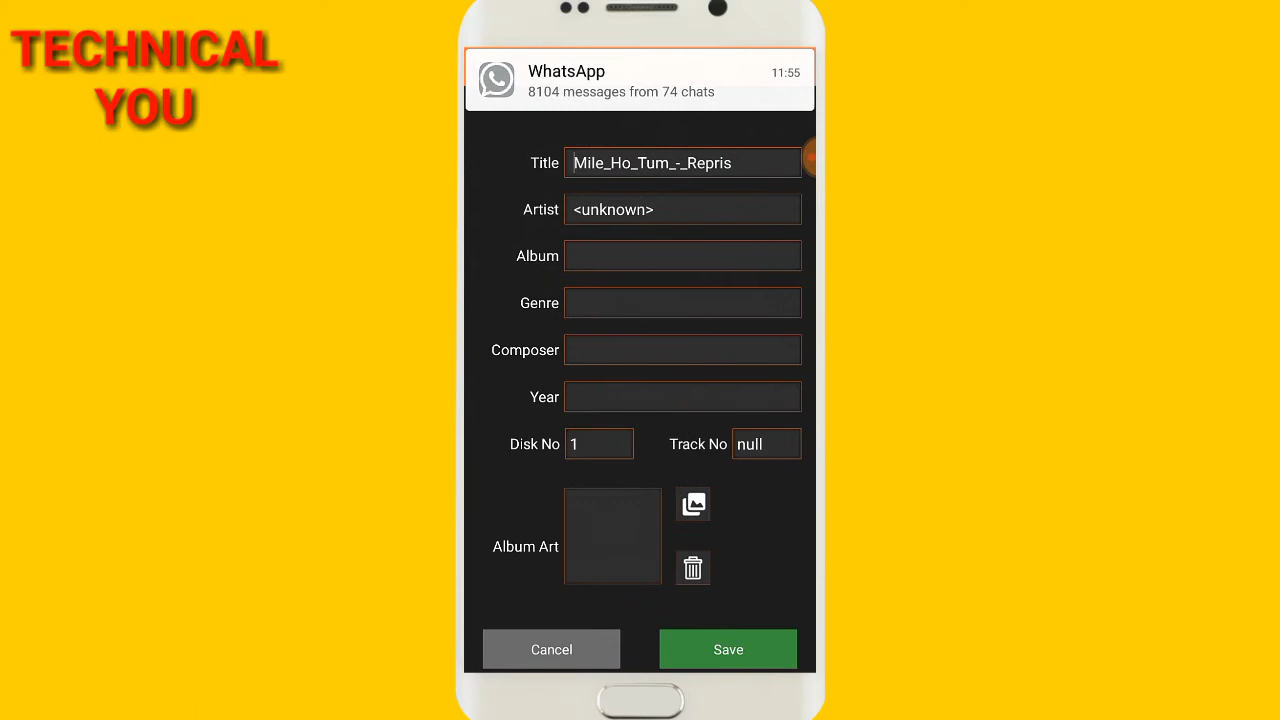 TECHNICAL
YOU
WhatsApp 11:55
8104 messages from 74 chats
Title Mile_Ho_Tum_-_Repris
Artist <unknown>
Album
Genre
Composer
Year
Disk No 1 Track No null
Album Art
Cancel Save